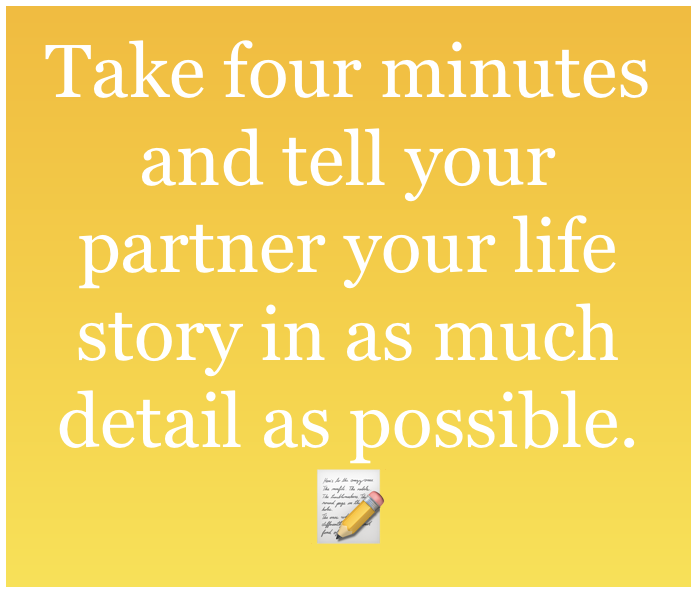 Take four minutes
and tell your
partner your life
story in as much
detail as possible.